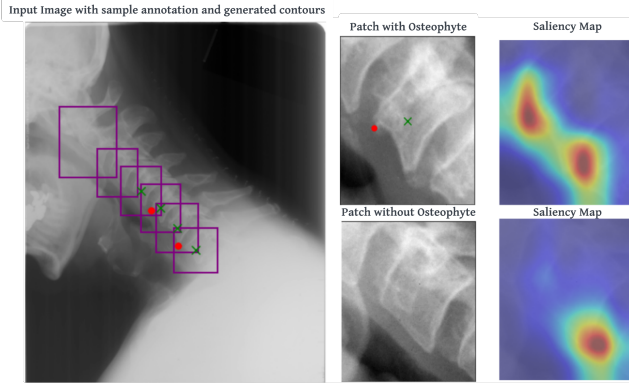 Input Image with sample annotation and generated contours
Patch with Osteophyte
Saliency Map
Patch without Osteophyte
Saliency Map